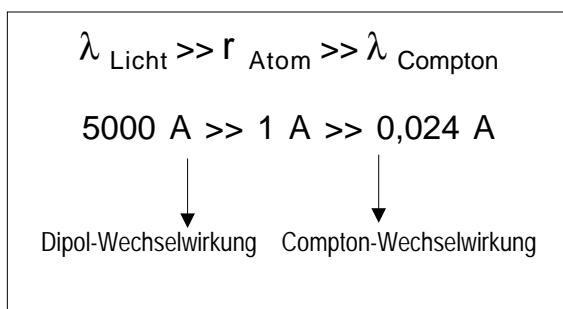 λ Licht >> r Atom >> λ Compton
5000 A >> 1 A >> 0,024 A
Dipol-Wechselwirkung Compton-Wechselwirkung